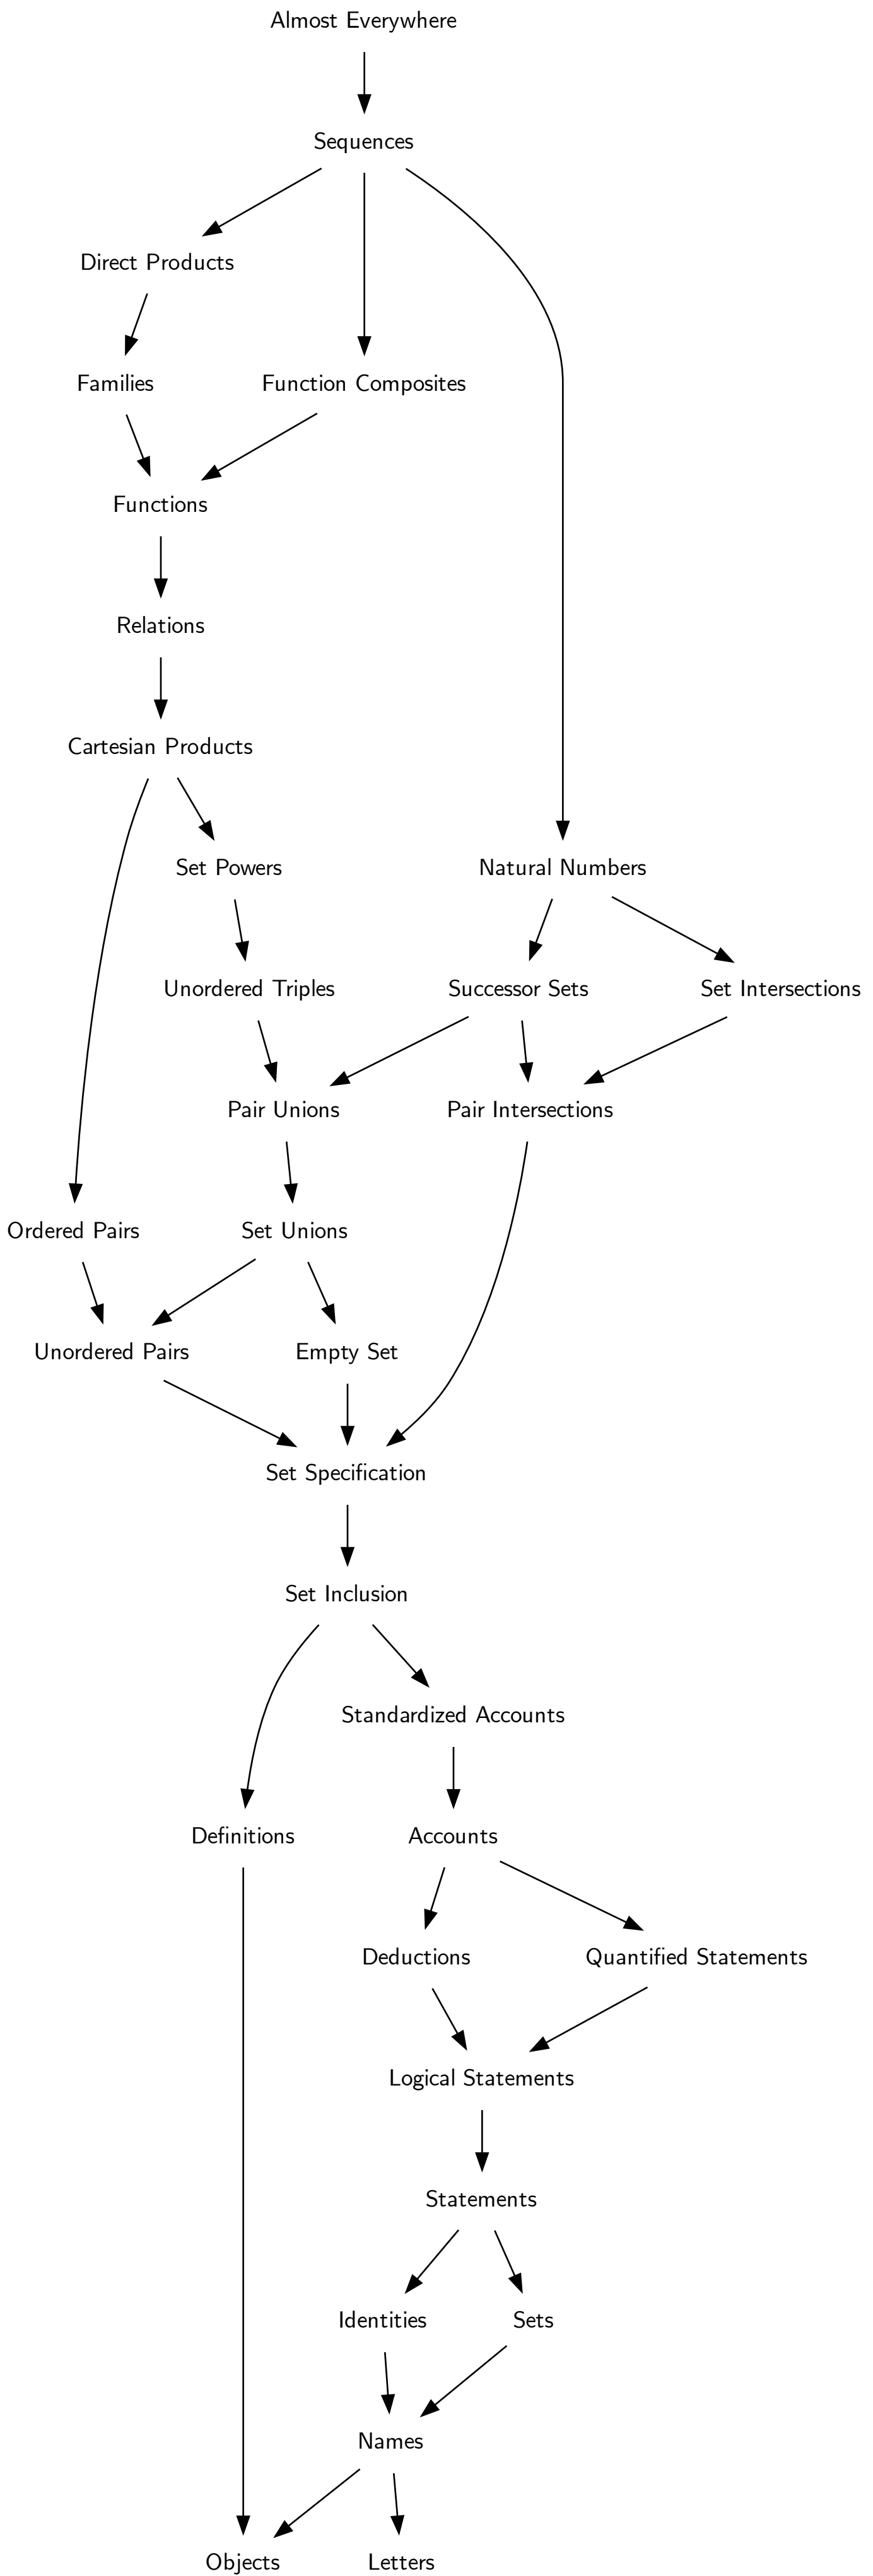 Almost Everywhere
Sequences
Direct Products
Families
Function Composites
Functions
Relations
Cartesian Products
Set Powers
Natural Numbers
Unordered Triples
Successor Sets
Set Intersections
Pair Unions
Pair Intersections
Ordered Pairs
Set Unions
Unordered Pairs
Empty Set
Set Specification
Set Inclusion
Standardized Accounts
Definitions
Accounts
Deductions
Quantified Statements
Logical Statements
Statements
Identities
Sets
Names
Objects
Letters